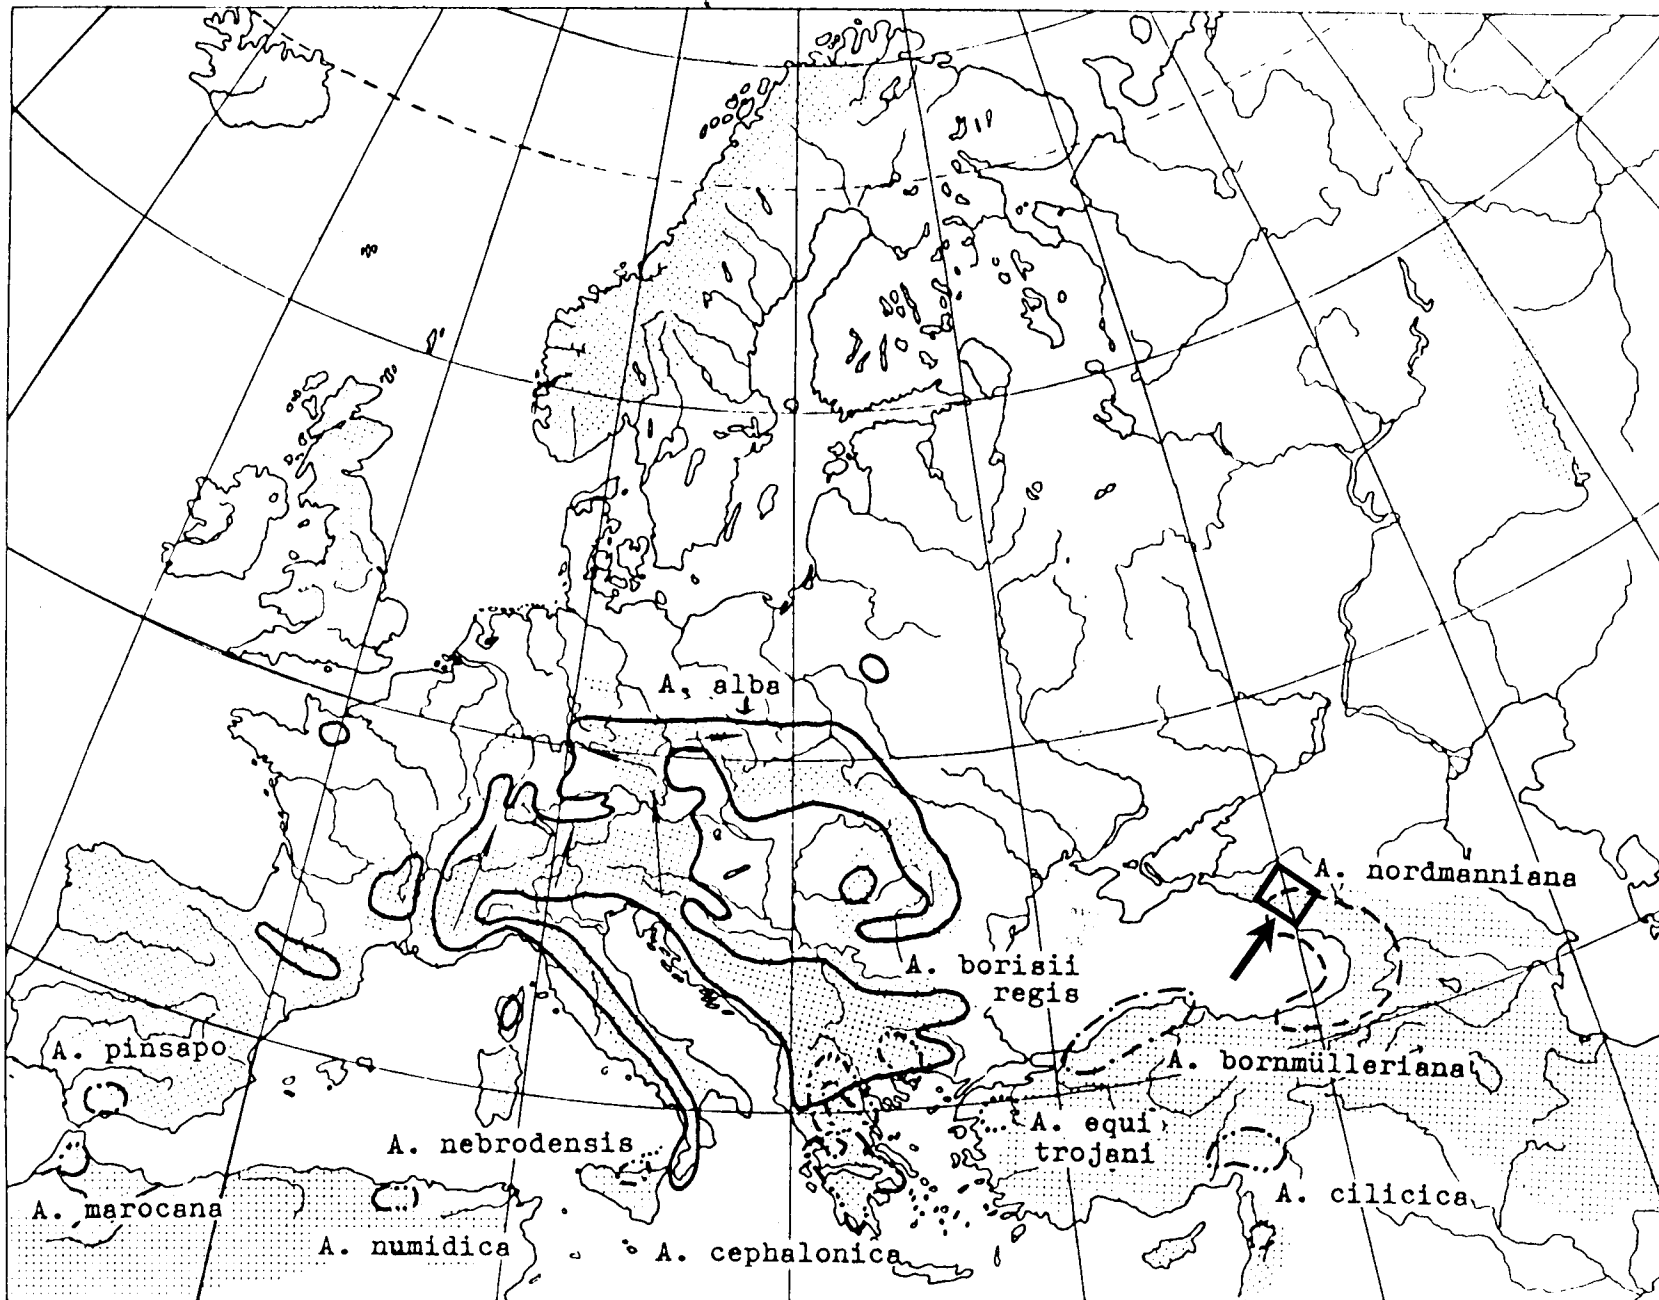 A. alba
A. nordmanniana
A. borisii
regis
A. pinsapo
A. bornmülleriana
A. equi
trojani
A. nebrodensis
A. cilicica
A. marocana
A. numidica
A. cephalonica